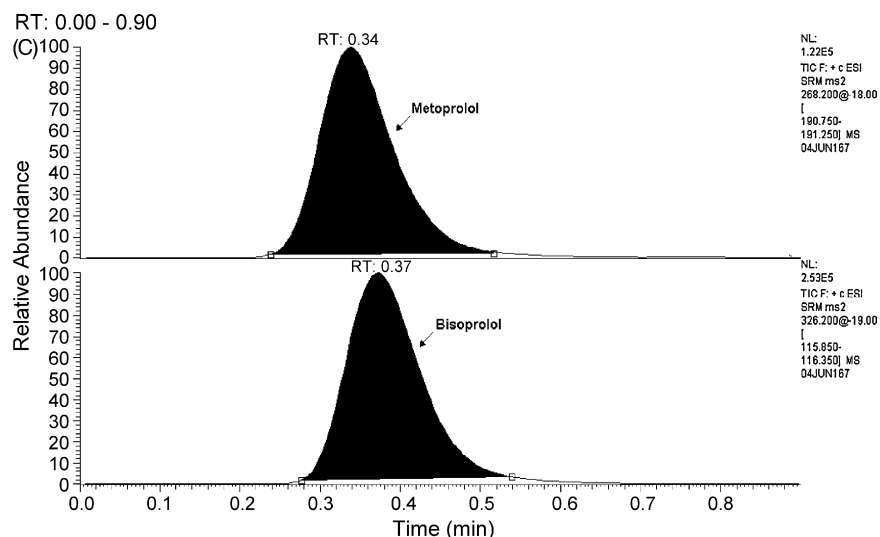 RT: 0.00 - 0.90
(C)
100
90
80
70
60
50
40
30
20
10
0
RT: 0.34
Metoprolol
NL:
1.22E5
TIC F: + c ESI
SRM ms2
268.200@-18.00
[
190.750-
191.250] MS
04JUN167
Relative Abundance
100
90
80
70
60
50
40
30
20
10
0
RT: 0.37
Bisoprolol
NL:
2.53E5
TIC F: + c ESI
SRM ms2
326.200@-19.00
[
115.850-
116.350] MS
04JUN167
0.0 0.2 0.3 0.4 0.5 0.6 0.7 0.8
Time (min)